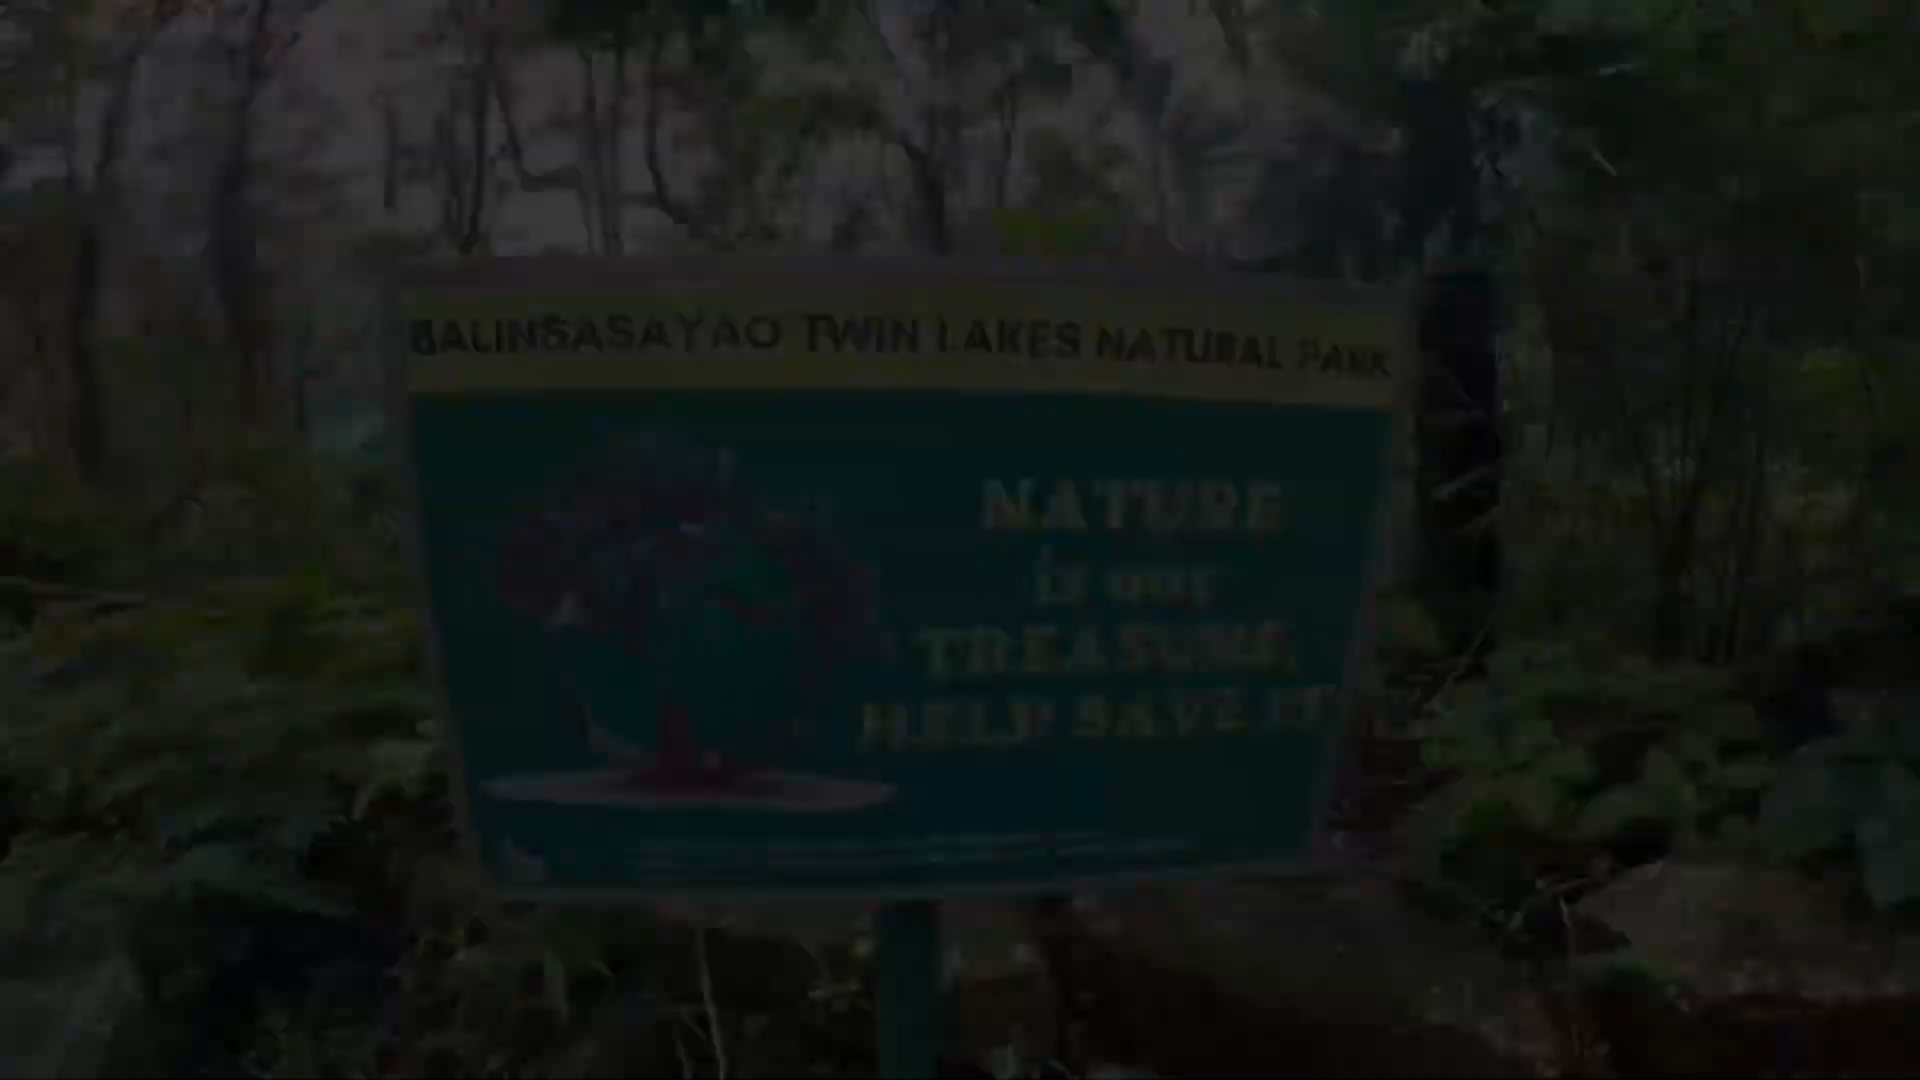 BALINSASAYAO TWIN LAKES NATURAL PARK
NATURE
is our
TREASURE,
HELP SAVE IT